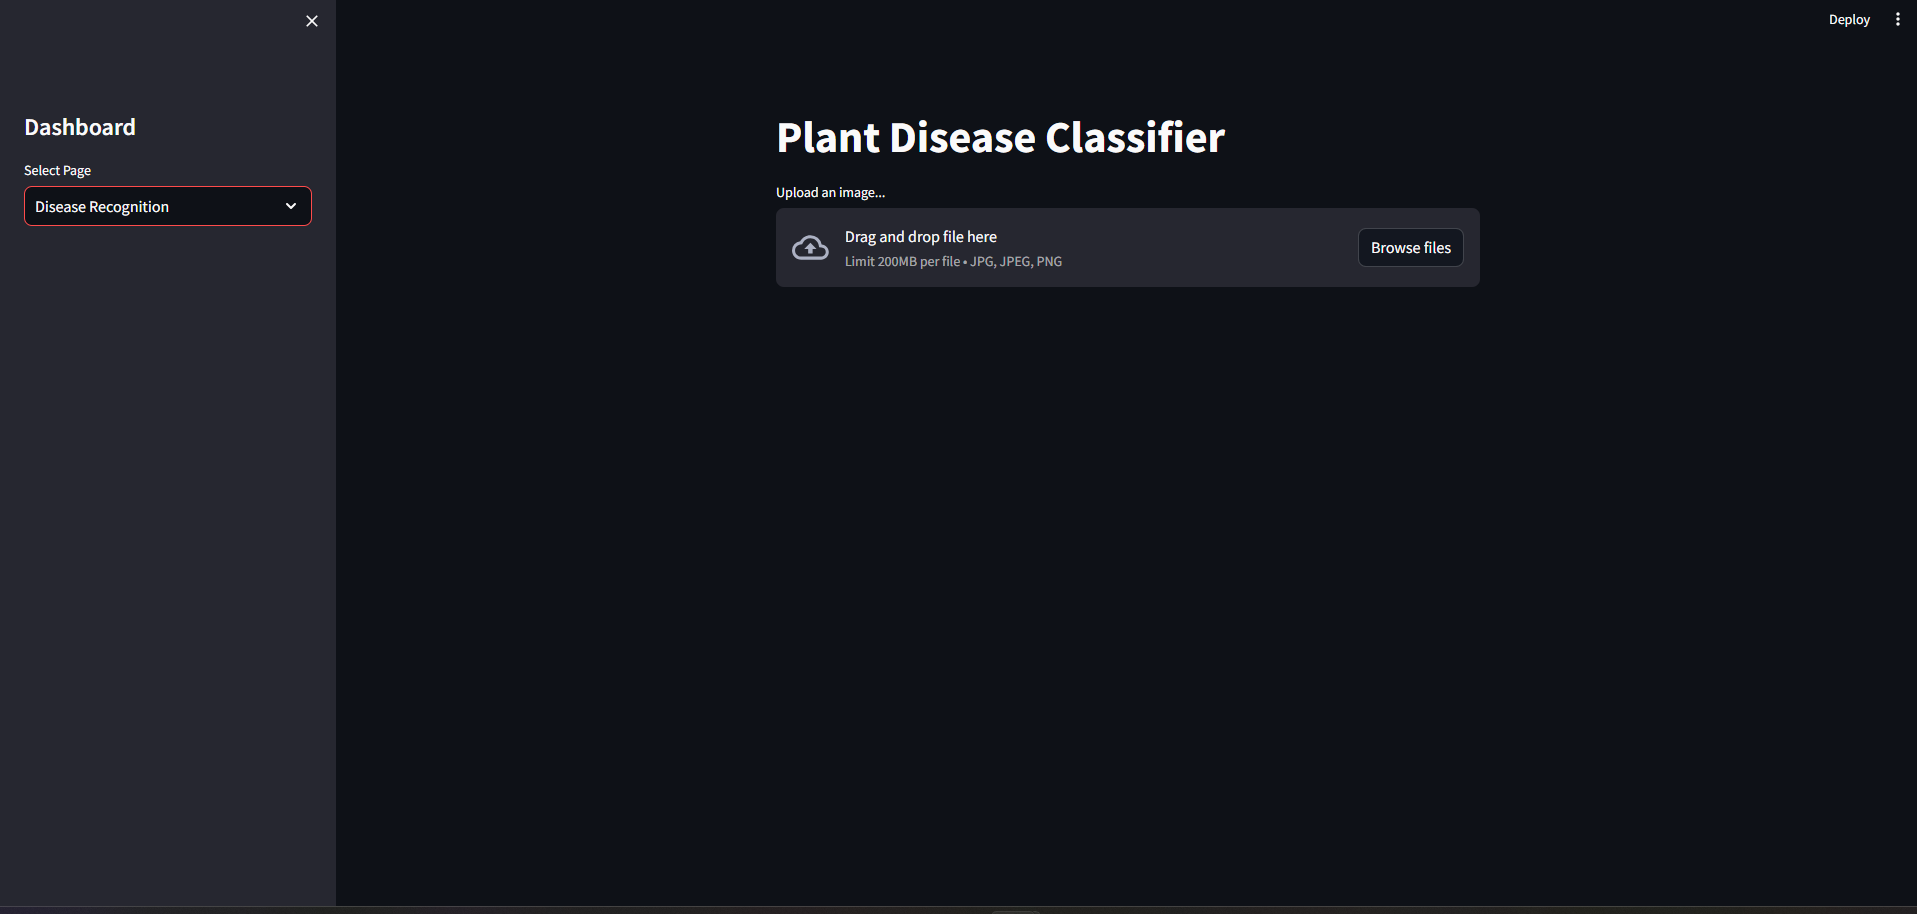 Deploy
Dashboard
Select Page
Disease Recognition
Plant Disease Classifier
Upload an image...
Drag and drop file here
Limit 200MB per file • JPG, JPEG, PNG
Browse files